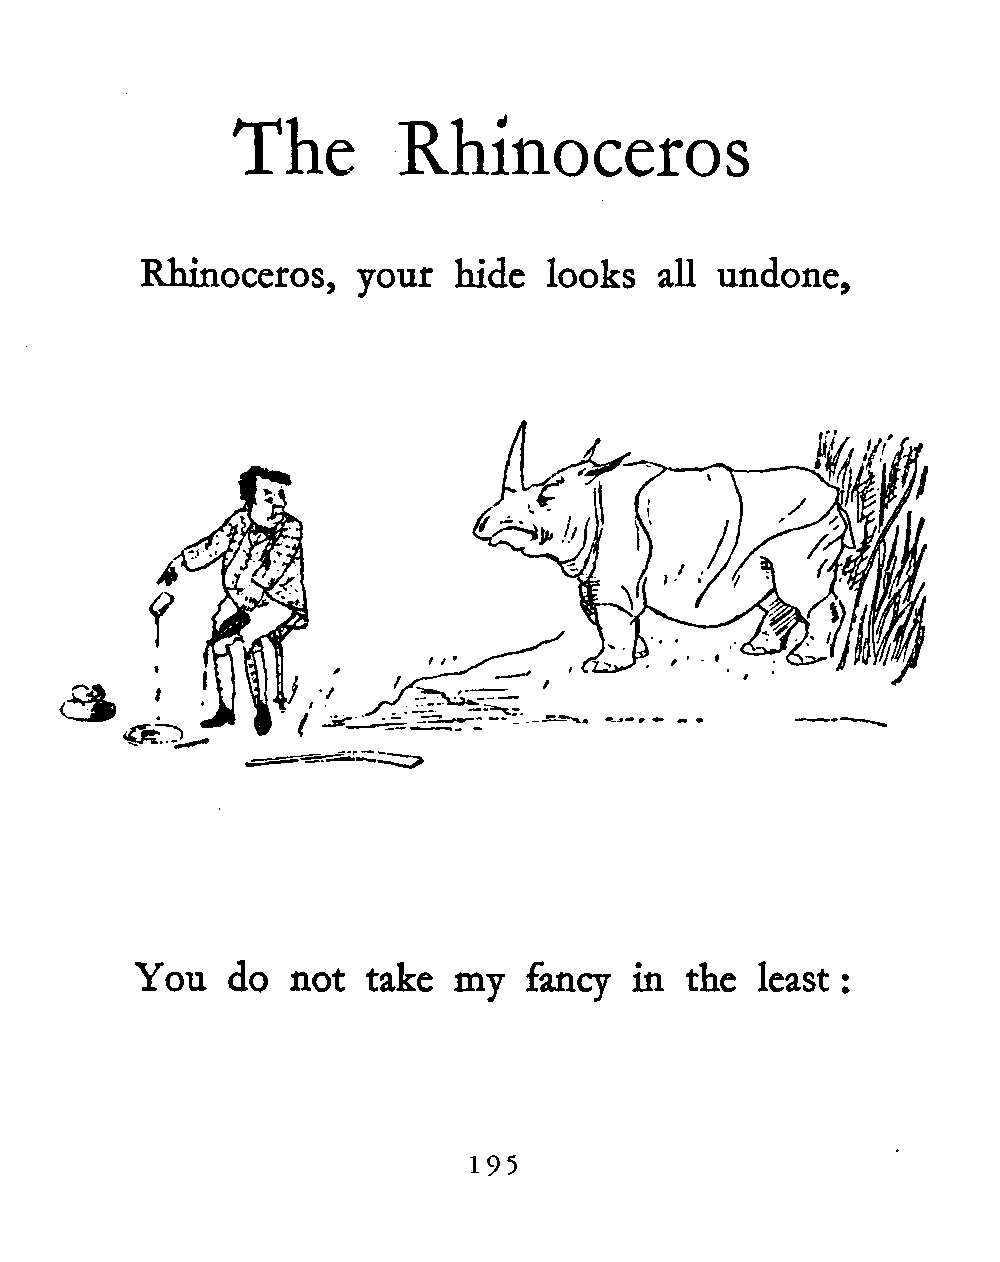 The Rhinoceros
Rhinoceros, your hide looks all undone,
You do not take my fancy in the least :
195